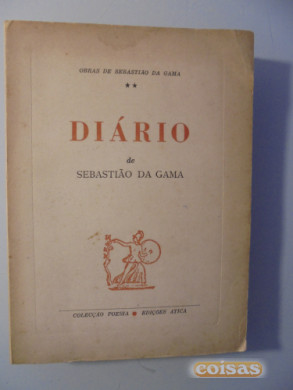 OBRAS DE SEBASTIÃO DA GAMA
★★
DIÁRIO
de
SEBASTIÃO DA GAMA
COLECÇÃO POESIA ★ EDIÇÕES ÁTICA
coisas